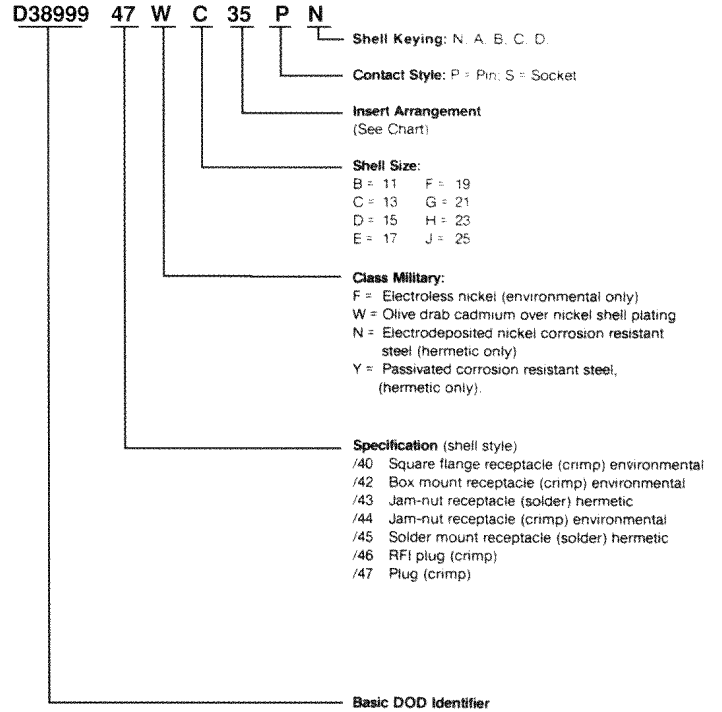 D38999 47 W C 35 P N
Shell Keying: N. A. B. C. D.
Contact Style: P = Pin; S = Socket
Insert Arrangement
(See Chart)
Shell Size:
B = 11 F = 19
C = 13 G = 21
D = 15 H = 23
E = 17 J = 25
Class Military:
F = Electroless nickel (environmental only)
W = Olive drab cadmium over nickel shell plating
N = Electrodeposited nickel corrosion resistant
steel (hermetic only)
Y = Passivated corrosion resistant steel,
(hermetic only).
Specification (shell style)
/40 Square flange receptacle (crimp) environmental
/42 Box mount receptacle (crimp) environmental
/43 Jam-nut receptacle (solder) hermetic
/44 Jam-nut receptacle (crimp) environmental
/45 Solder mount receptacle (solder) hermetic
/46 RFI plug (crimp)
/47 Plug (crimp)
Basic DOD Identifier